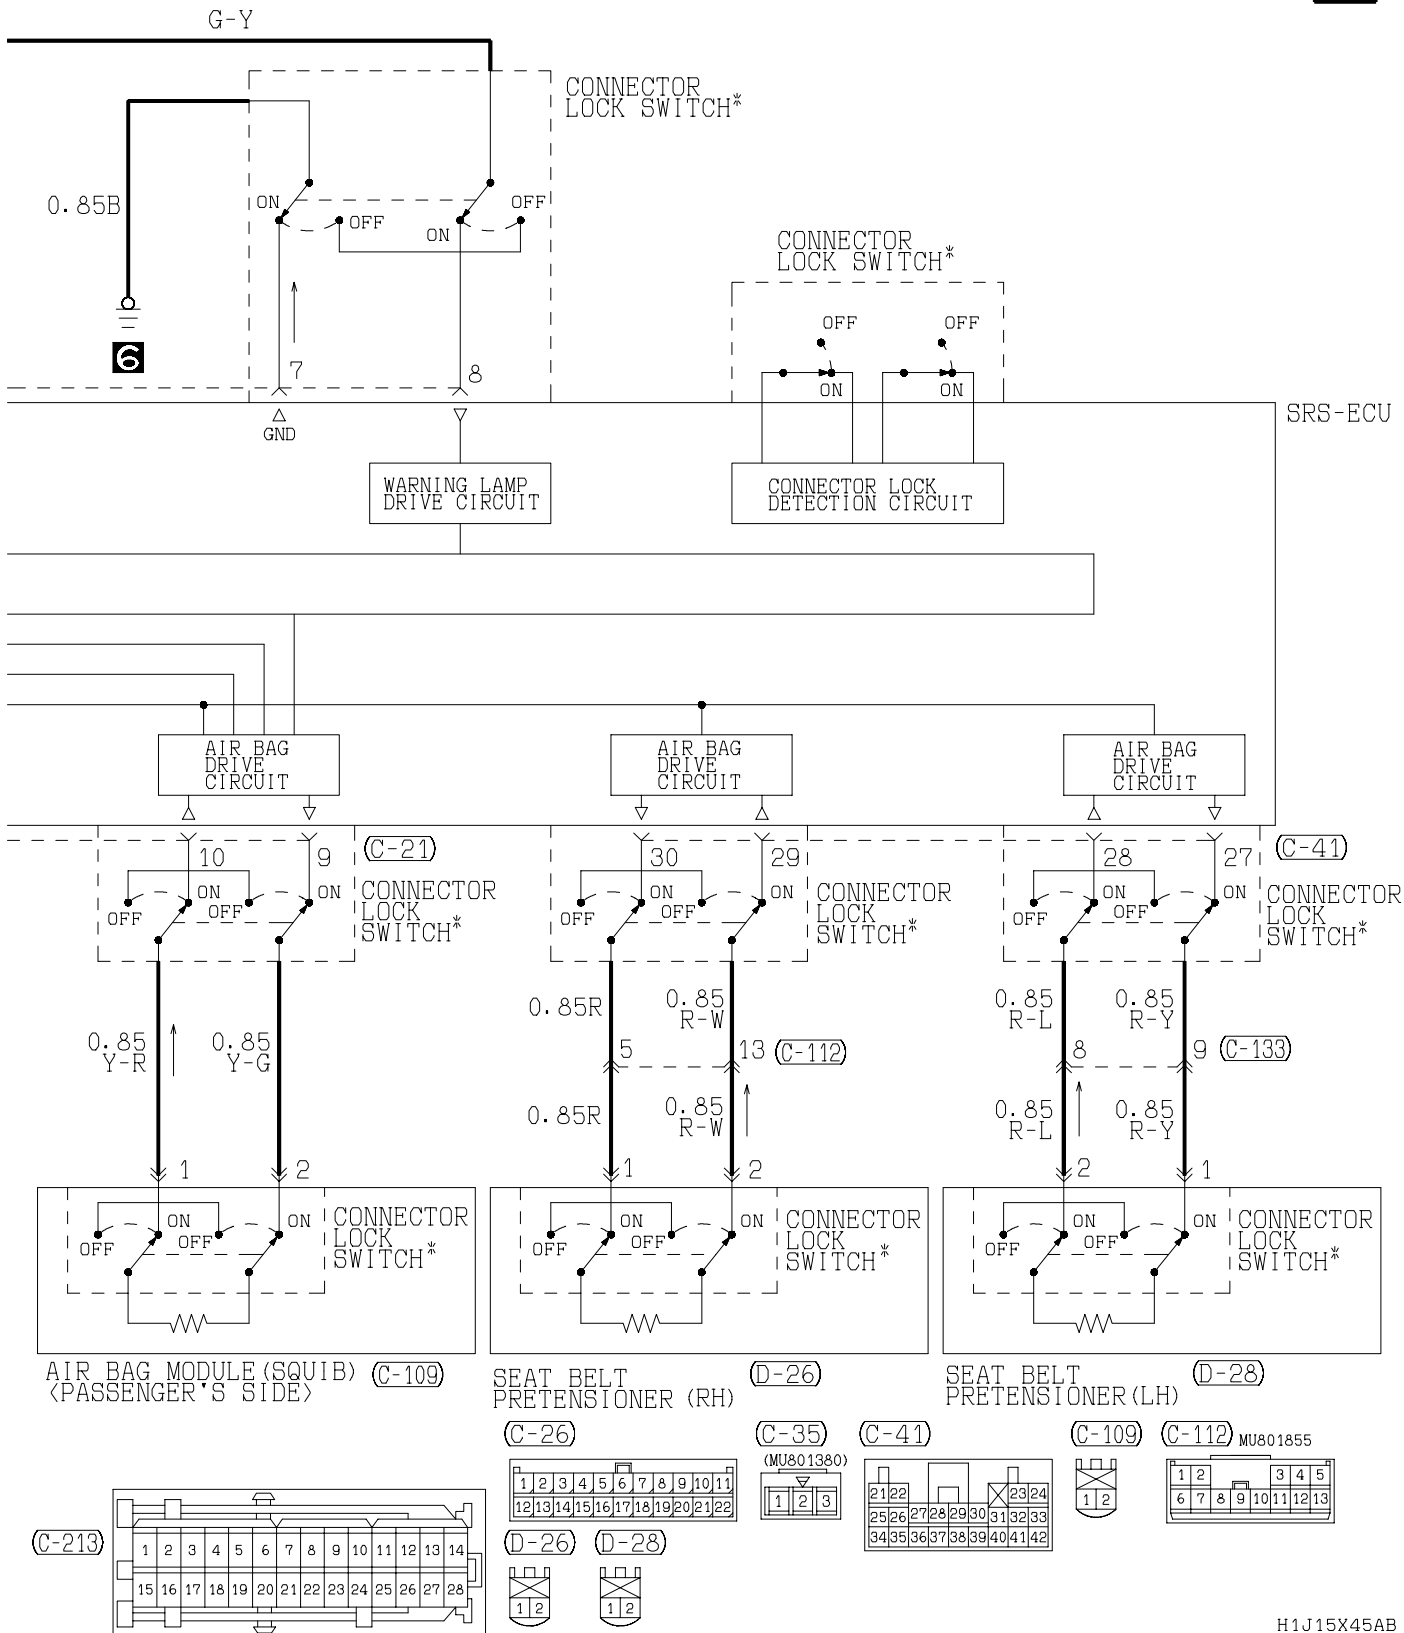 G-Y
CONNECTOR
LOCK SWITCH*
0.85B
ON
OFF
ON
OFF
CONNECTOR
LOCK SWITCH*
OFF
OFF
ON
ON
6
7
8
GND
SRS-ECU
WARNING LAMP
DRIVE CIRCUIT
CONNECTOR LOCK
DETECTION CIRCUIT
AIR BAG
DRIVE
CIRCUIT
AIR BAG
DRIVE
CIRCUIT
AIR BAG
DRIVE
CIRCUIT
10
9
C-21
30
29
28
27
C-41
OFF
ON
OFF
ON
CONNECTOR
LOCK
SWITCH*
OFF
ON
OFF
ON
CONNECTOR
LOCK
SWITCH*
OFF
ON
OFF
ON
CONNECTOR
LOCK
SWITCH*
0.85
Y-R
0.85
Y-G
0.85R
0.85
R-W
0.85
R-L
0.85
R-Y
5
13
C-112
8
9
C-133
0.85R
0.85
R-W
0.85
R-L
0.85
R-Y
1
2
1
2
2
1
OFF
ON
OFF
ON
CONNECTOR
LOCK
SWITCH*
OFF
ON
OFF
ON
CONNECTOR
LOCK
SWITCH*
OFF
ON
OFF
ON
CONNECTOR
LOCK
SWITCH*
AIR BAG MODULE(SQUIB)
<PASSENGER'S SIDE>
C-109
SEAT BELT
PRETENSIONER (RH)
D-26
SEAT BELT
PRETENSIONER(LH)
D-28
C-26
1 2 3 4 5 6 7 8 9 10 11
12 13 14 15 16 17 18 19 20 21 22
C-35
(MU801380)
1 2 3
C-41
21 22 23 24
25 26 27 28 29 30 31 32 33
34 35 36 37 38 39 40 41 42
C-109
1 2
C-112 MU801855
1 2 3 4 5
6 7 8 9 10 11 12 13
C-213
1 2 3 4 5 6 7 8 9 10 11 12 13 14
15 16 17 18 19 20 21 22 23 24 25 26 27 28
D-26
1 2
D-28
1 2
H1J15X45AB